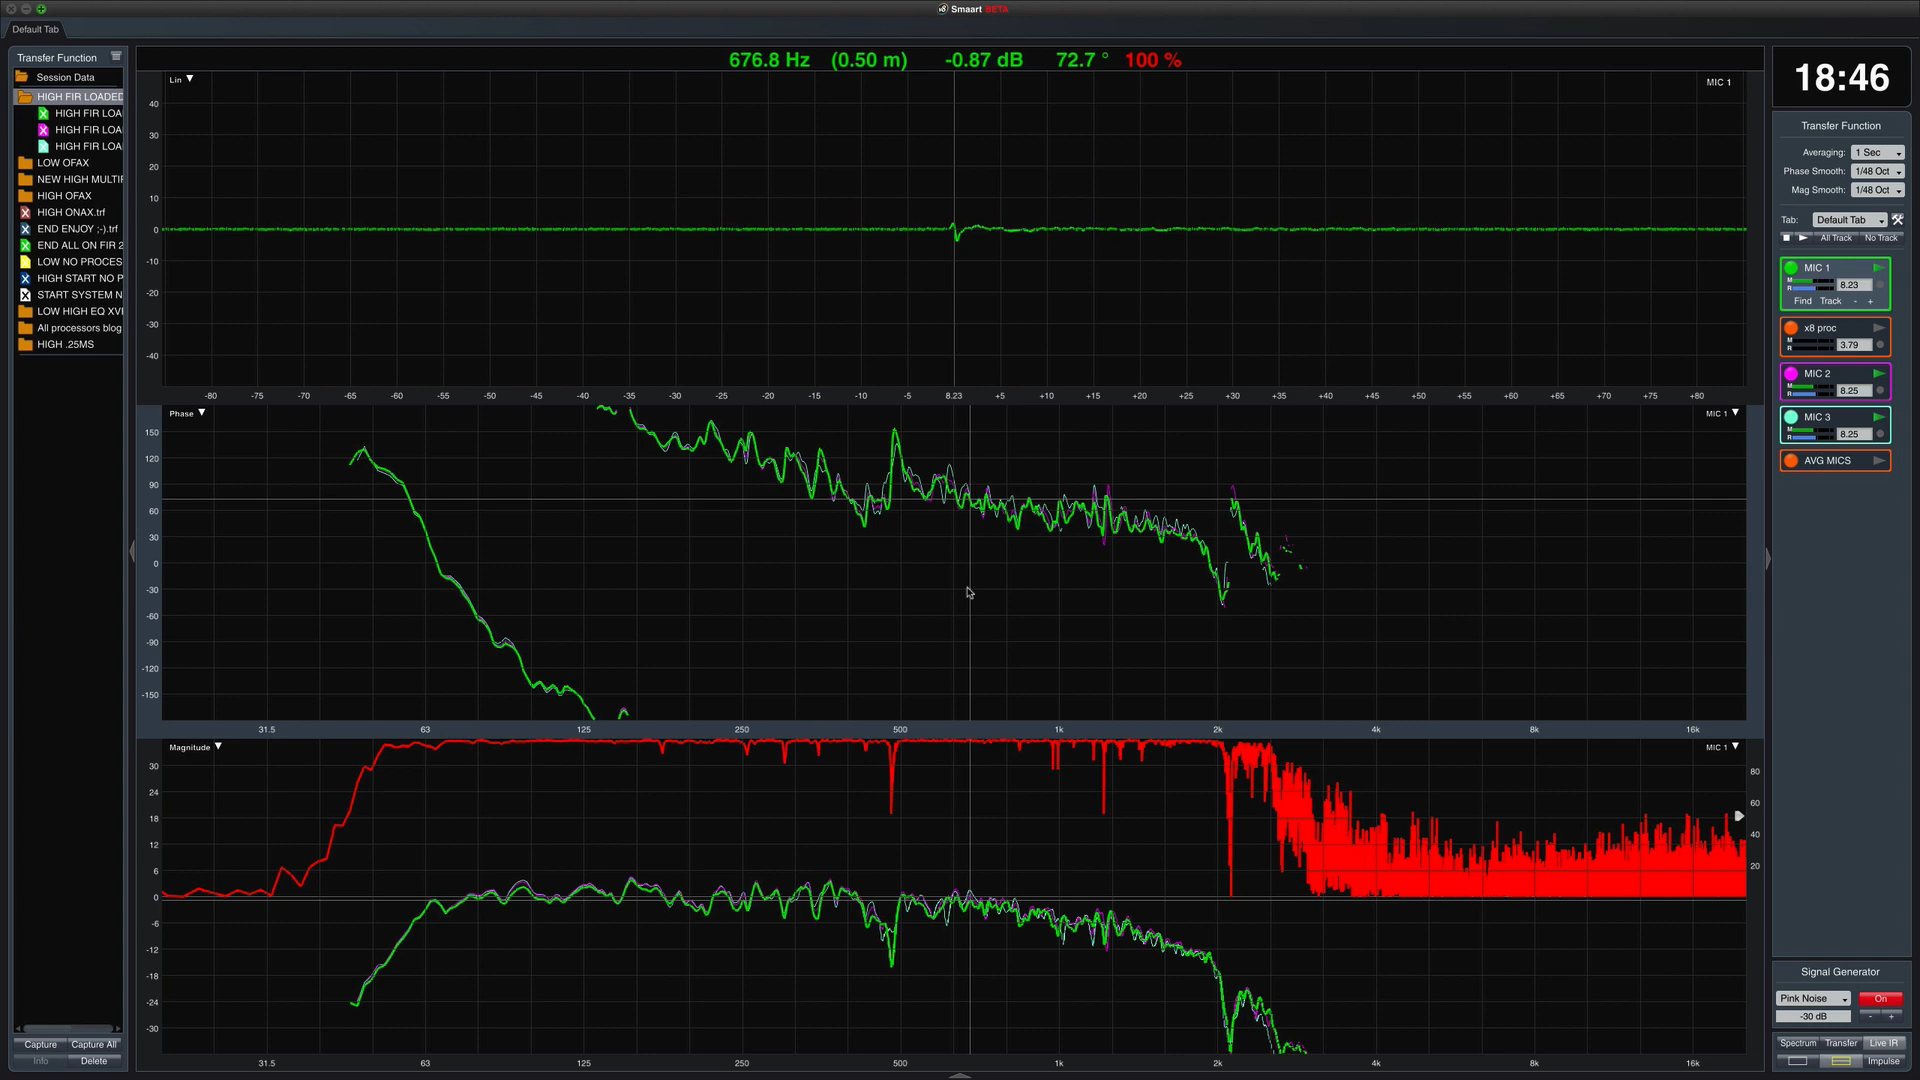 Smaart BETA
Default Tab
Transfer Function
Session Data
HIGH FIR LOADED
HIGH FIR LOA
HIGH FIR LOA
HIGH FIR LOA
LOW OFAX
NEW HIGH MULTI
HIGH OFAX
HIGH ONAX.trf
END ENJOY ;-).trf
END ALL ON FIR 2
LOW NO PROCES
HIGH START NO P
START SYSTEM N
LOW HIGH EQ XV
All processors blog
HIGH .25MS
Capture Capture All
Info Delete
676.8 Hz (0.50 m) -0.87 dB 72.7 ° 100 %
Lin MIC 1
40
30
20
10
0
-10
-20
-30
-40
-80 -75 -70 -65 -60 -55 -50 -45 -40 -35 -30 -25 -20 -15 -10 -5 8.23 +5 +10 +15 +20 +25 +30 +35 +40 +45 +50 +55 +60 +65 +70 +75 +80
Phase MIC 1
150
120
90
60
30
0
-30
-60
-90
-120
-150
31.5 63 125 250 500 1k 2k 4k 8k 16k
Magnitude MIC 1
30 80
24
18 60
12 40
6 20
0
-6
-12
-18
-24
-30
31.5 63 125 250 500 1k 2k 4k 8k 16k
18:46
Transfer Function
Averaging: 1 Sec
Phase Smooth: 1/48 Oct
Mag Smooth: 1/48 Oct
Tab: Default Tab
All Track No Track
MIC 1
M
R 8.23
Find Track - +
x8 proc
M
R 3.79
MIC 2
M
R 8.25
MIC 3
M
R 8.25
AVG MICS
Signal Generator
Pink Noise On
-30 dB - +
Spectrum Transfer Live IR
Impulse